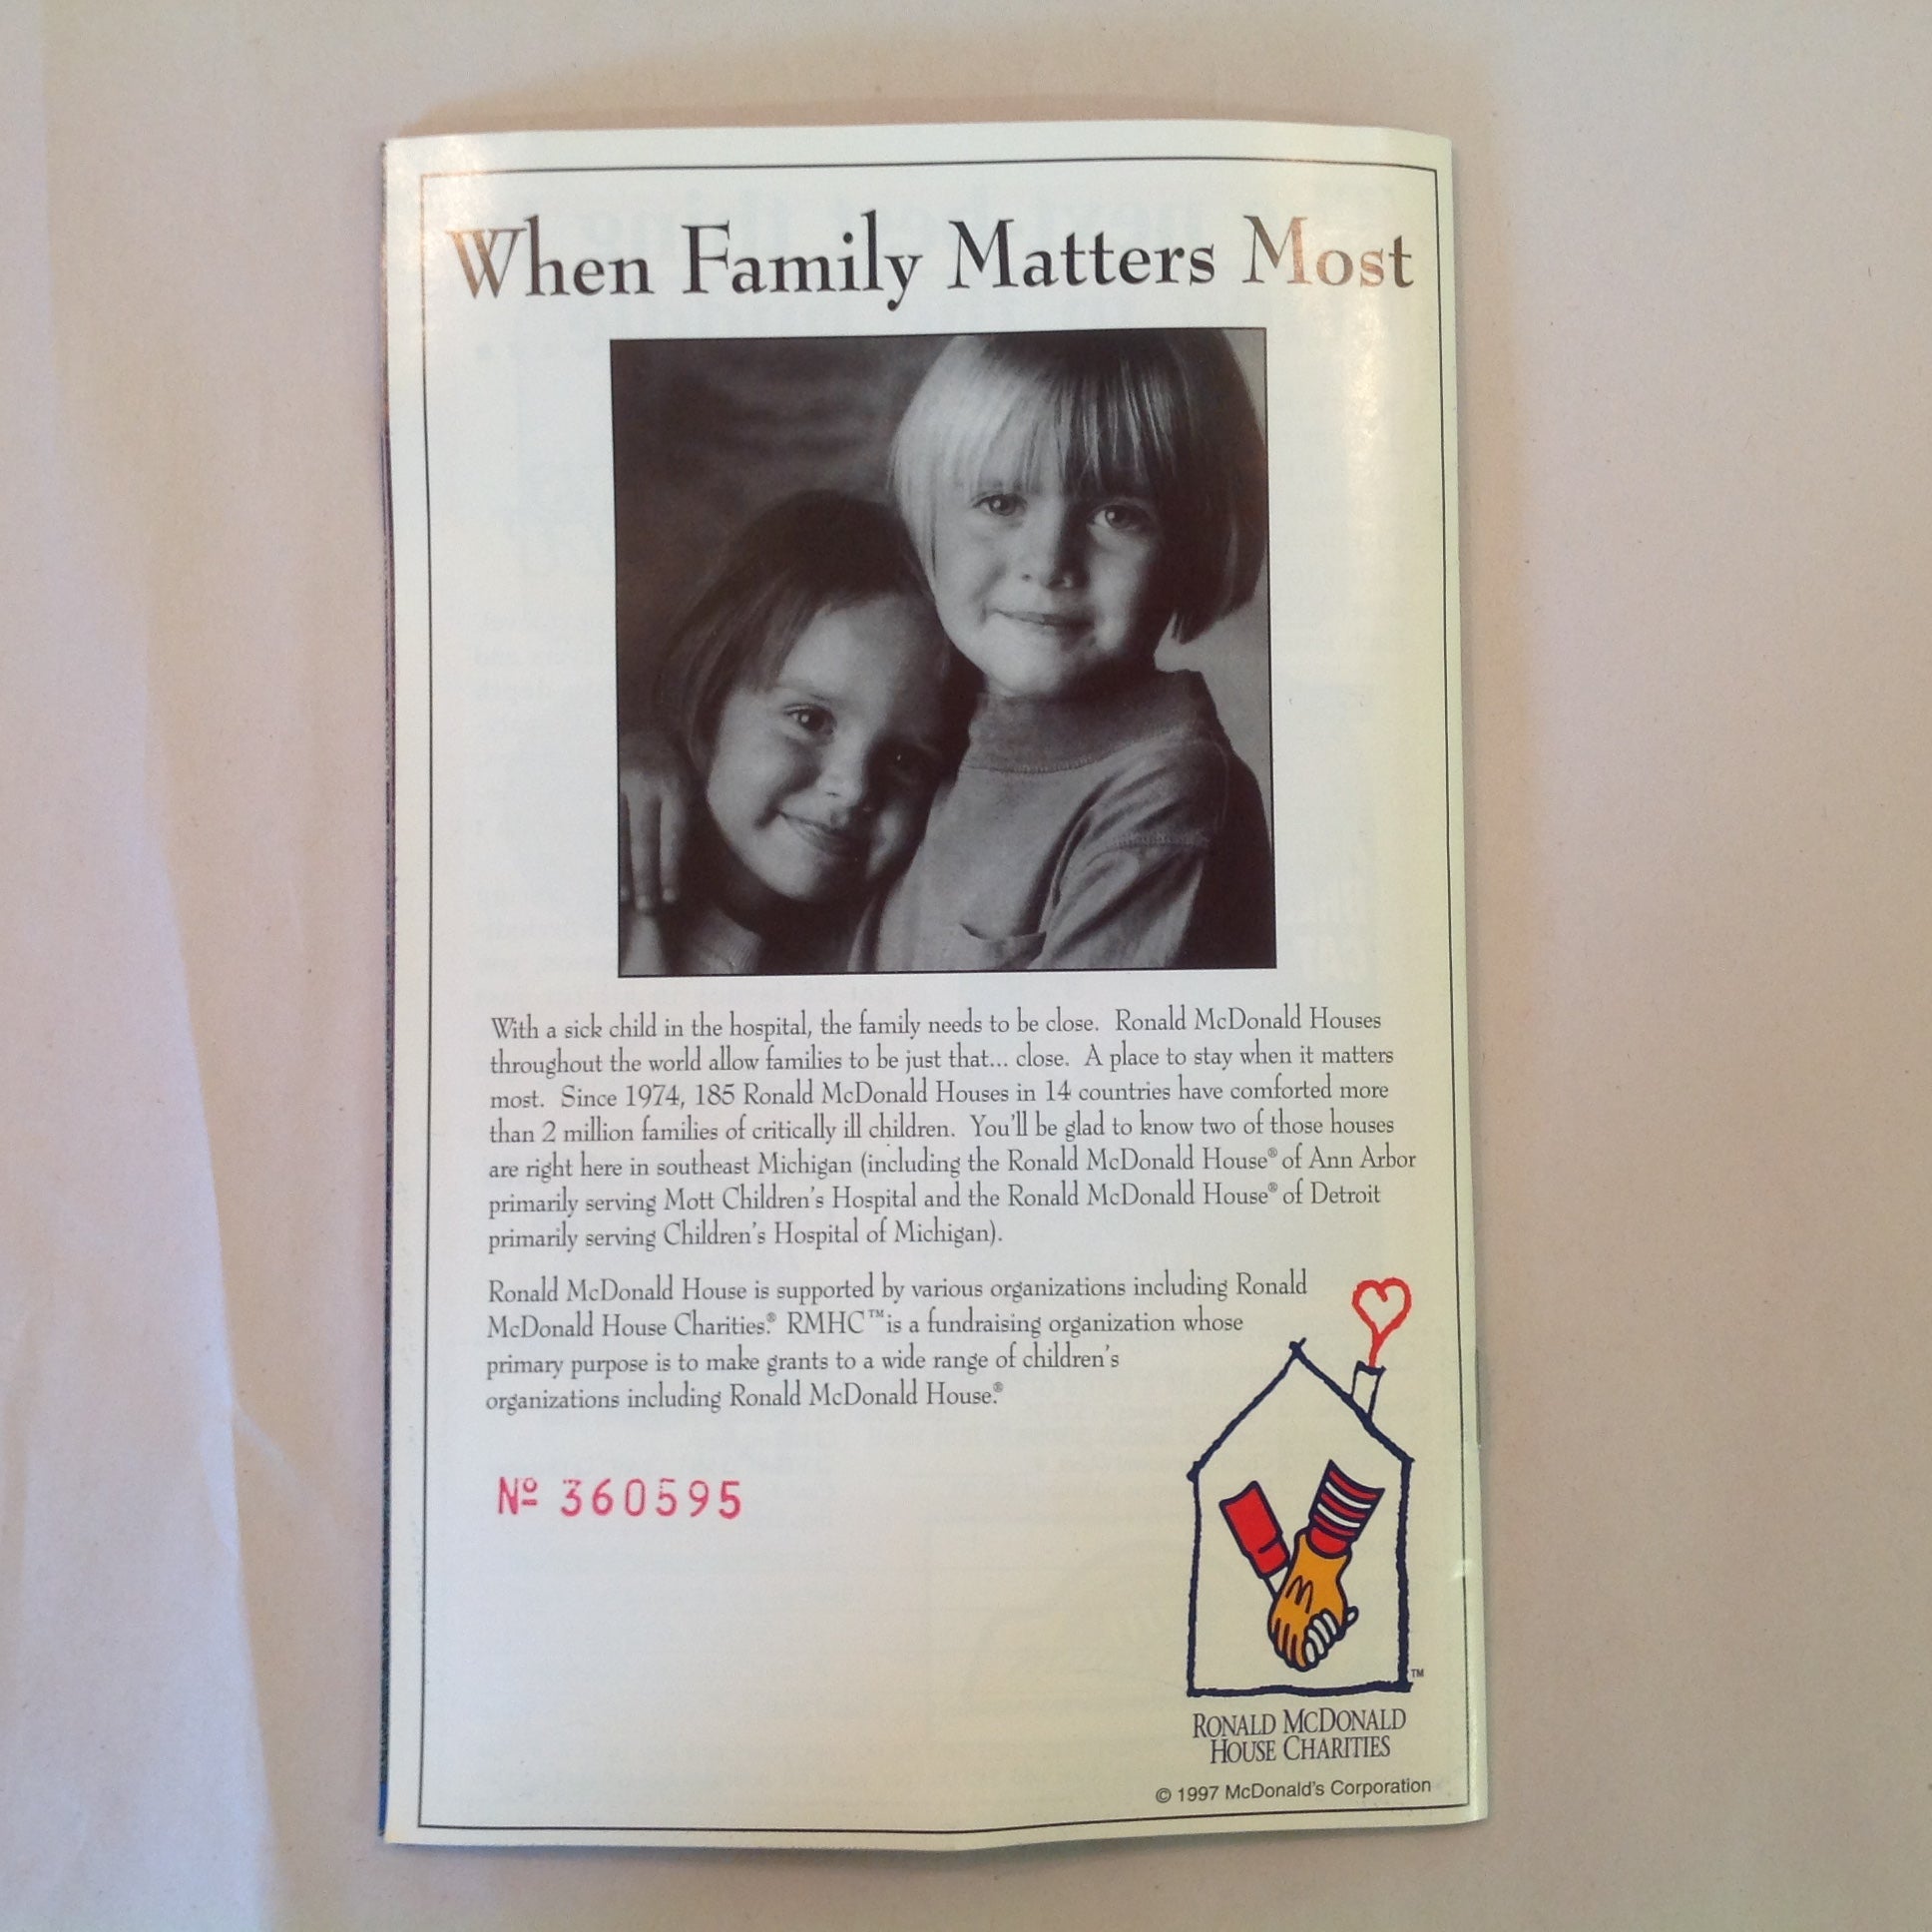 When Family Matters Most
With a sick child in the hospital, the family needs to be close. Ronald McDonald Houses
throughout the world allow families to be just that... close. A place to stay when it matters
most. Since 1974, 185 Ronald McDonald Houses in 14 countries have comforted more
than 2 million families of critically ill children. You'll be glad to know two of those houses
are right here in southeast Michigan (including the Ronald McDonald House® of Ann Arbor
primarily serving Mott Children's Hospital and the Ronald McDonald House® of Detroit
primarily serving Children's Hospital of Michigan).
Ronald McDonald House is supported by various organizations including Ronald
McDonald House Charities.® RMHC™ is a fundraising organization whose
primary purpose is to make grants to a wide range of children's
organizations including Ronald McDonald House.®
Nº 360595
TM
RONALD MCDONALD
HOUSE CHARITIES
© 1997 McDonald's Corporation